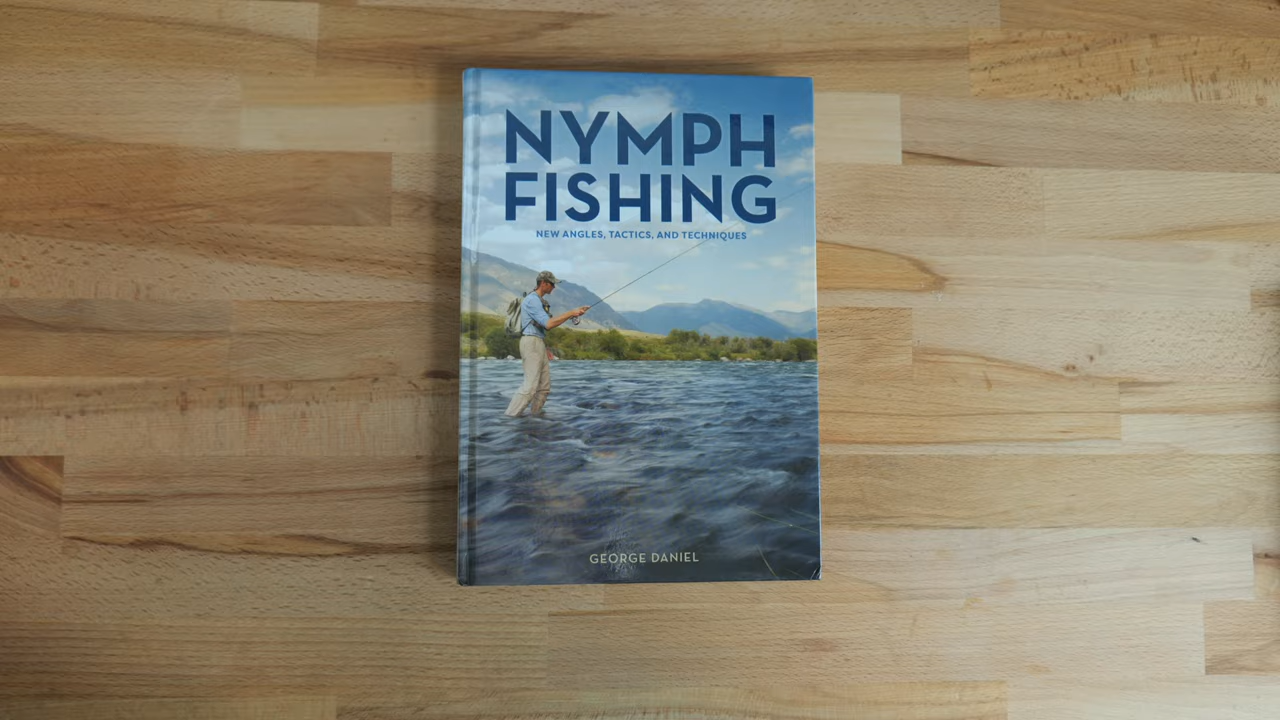 NYMPH
FISHING
NEW ANGLES, TACTICS, AND TECHNIQUES
GEORGE DANIEL